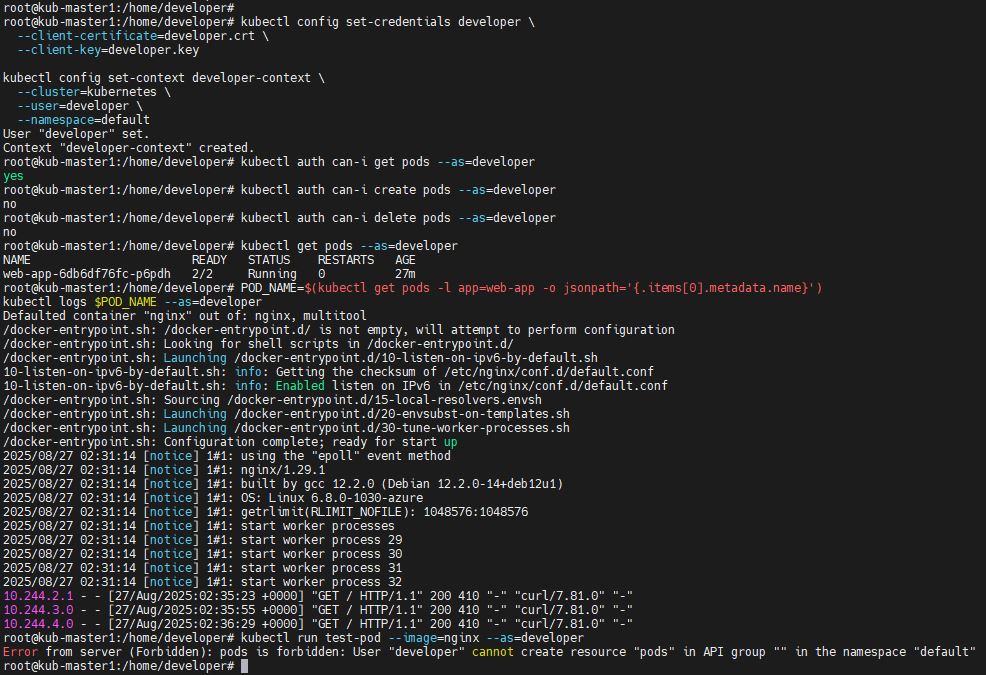 root@kub-master1:/home/developer#
root@kub-master1:/home/developer# kubectl config set-credentials developer \
  --client-certificate=developer.crt \
  --client-key=developer.key

kubectl config set-context developer-context \
  --cluster=kubernetes \
  --user=developer \
  --namespace=default
User "developer" set.
Context "developer-context" created.
root@kub-master1:/home/developer# kubectl auth can-i get pods --as=developer
yes
root@kub-master1:/home/developer# kubectl auth can-i create pods --as=developer
no
root@kub-master1:/home/developer# kubectl auth can-i delete pods --as=developer
no
root@kub-master1:/home/developer# kubectl get pods --as=developer
NAME                       READY   STATUS    RESTARTS   AGE
web-app-6db6df76fc-p6pdh   2/2     Running   0          27m
root@kub-master1:/home/developer# POD_NAME=$(kubectl get pods -l app=web-app -o jsonpath='{.items[0].metadata.name}')
kubectl logs $POD_NAME --as=developer
Defaulted container "nginx" out of: nginx, multitool
/docker-entrypoint.sh: /docker-entrypoint.d/ is not empty, will attempt to perform configuration
/docker-entrypoint.sh: Looking for shell scripts in /docker-entrypoint.d/
/docker-entrypoint.sh: Launching /docker-entrypoint.d/10-listen-on-ipv6-by-default.sh
10-listen-on-ipv6-by-default.sh: info: Getting the checksum of /etc/nginx/conf.d/default.conf
10-listen-on-ipv6-by-default.sh: info: Enabled listen on IPv6 in /etc/nginx/conf.d/default.conf
/docker-entrypoint.sh: Sourcing /docker-entrypoint.d/15-local-resolvers.envsh
/docker-entrypoint.sh: Launching /docker-entrypoint.d/20-envsubst-on-templates.sh
/docker-entrypoint.sh: Launching /docker-entrypoint.d/30-tune-worker-processes.sh
/docker-entrypoint.sh: Configuration complete; ready for start up
2025/08/27 02:31:14 [notice] 1#1: using the "epoll" event method
2025/08/27 02:31:14 [notice] 1#1: nginx/1.29.1
2025/08/27 02:31:14 [notice] 1#1: built by gcc 12.2.0 (Debian 12.2.0-14+deb12u1)
2025/08/27 02:31:14 [notice] 1#1: OS: Linux 6.8.0-1030-azure
2025/08/27 02:31:14 [notice] 1#1: getrlimit(RLIMIT_NOFILE): 1048576:1048576
2025/08/27 02:31:14 [notice] 1#1: start worker processes
2025/08/27 02:31:14 [notice] 1#1: start worker process 29
2025/08/27 02:31:14 [notice] 1#1: start worker process 30
2025/08/27 02:31:14 [notice] 1#1: start worker process 31
2025/08/27 02:31:14 [notice] 1#1: start worker process 32
10.244.2.1 - - [27/Aug/2025:02:35:23 +0000] "GET / HTTP/1.1" 200 410 "-" "curl/7.81.0" "-"
10.244.3.0 - - [27/Aug/2025:02:35:55 +0000] "GET / HTTP/1.1" 200 410 "-" "curl/7.81.0" "-"
10.244.4.0 - - [27/Aug/2025:02:36:29 +0000] "GET / HTTP/1.1" 200 410 "-" "curl/7.81.0" "-"
root@kub-master1:/home/developer# kubectl run test-pod --image=nginx --as=developer
Error from server (Forbidden): pods is forbidden: User "developer" cannot create resource "pods" in API group "" in the namespace "default"
root@kub-master1:/home/developer#